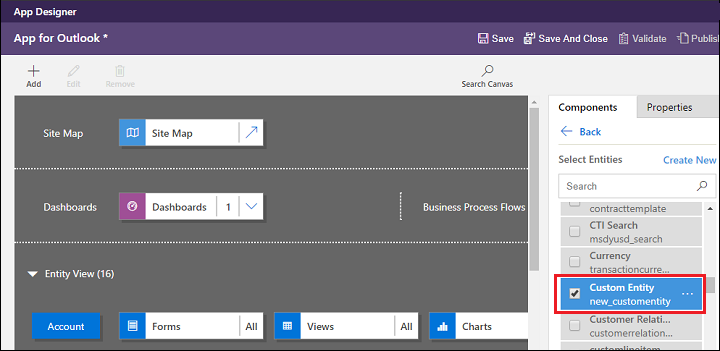 App Designer
App for Outlook *
Save
Save And Close
Validate
Publish
Add
Edit
Remove
Search Canvas
Site Map
Site Map
Dashboards
Dashboards 1
Business Process Flows
Entity View (16)
Account
Forms All
Views All
Charts
Components
Properties
Back
Select Entities
Create New
Search
contracttemplate
CTI Search
msdyusd_search
Currency
transactioncurre...
Custom Entity
new_customentity ...
Customer Relati...
customerrelation...
customlineitem